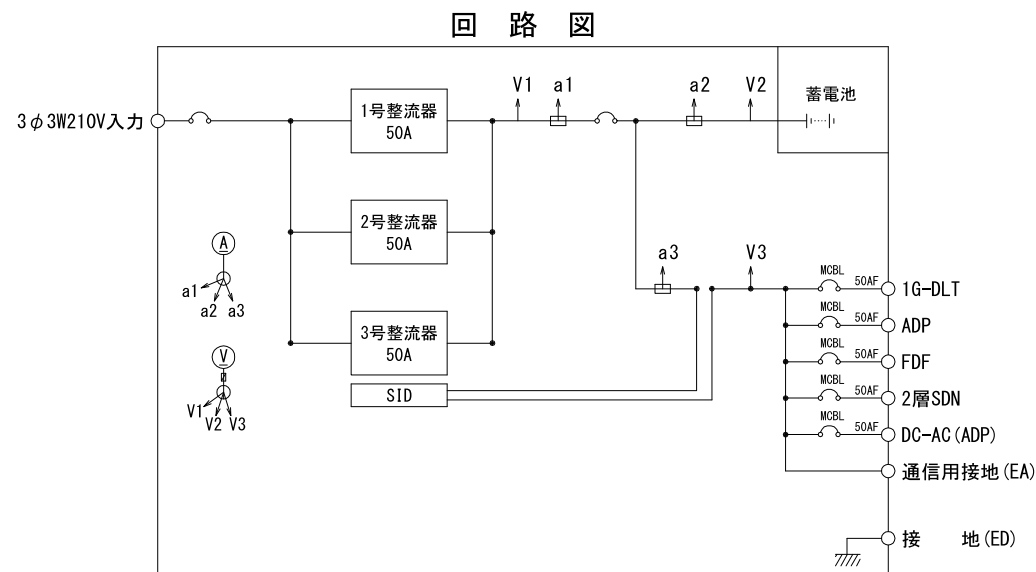 回路図
V1
a1
a2
V2
蓄電池
3φ3W210V入力
1号整流器
50A
2号整流器
50A
A
a1
a2
a3
a3
V3
MCBL
50AF
1G-DLT
MCBL
50AF
ADP
3号整流器
50A
MCBL
50AF
FDF
V
V1
V2
V3
SID
MCBL
50AF
2層SDN
MCBL
50AF
DC-AC(ADP)
通信用接地(EA)
接 地(ED)